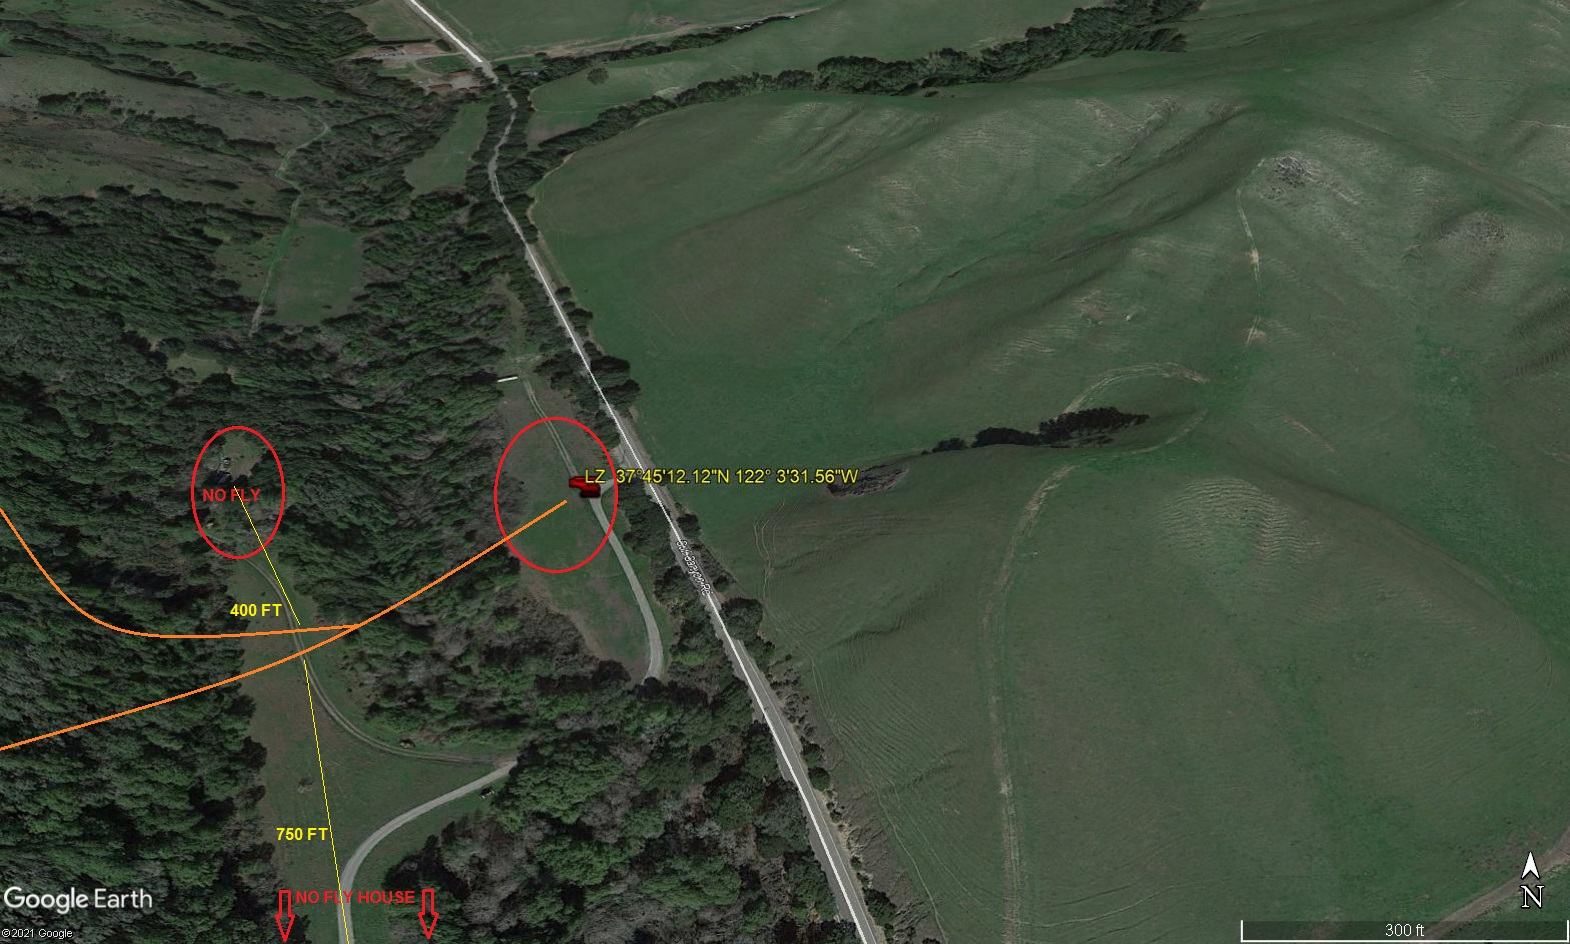 LZ 37°45'12.12"N 122° 3'31.56"W
NO FLY
400 FT
750 FT
NO FLY HOUSE
Google Earth
©2021 Google
N
300 ft